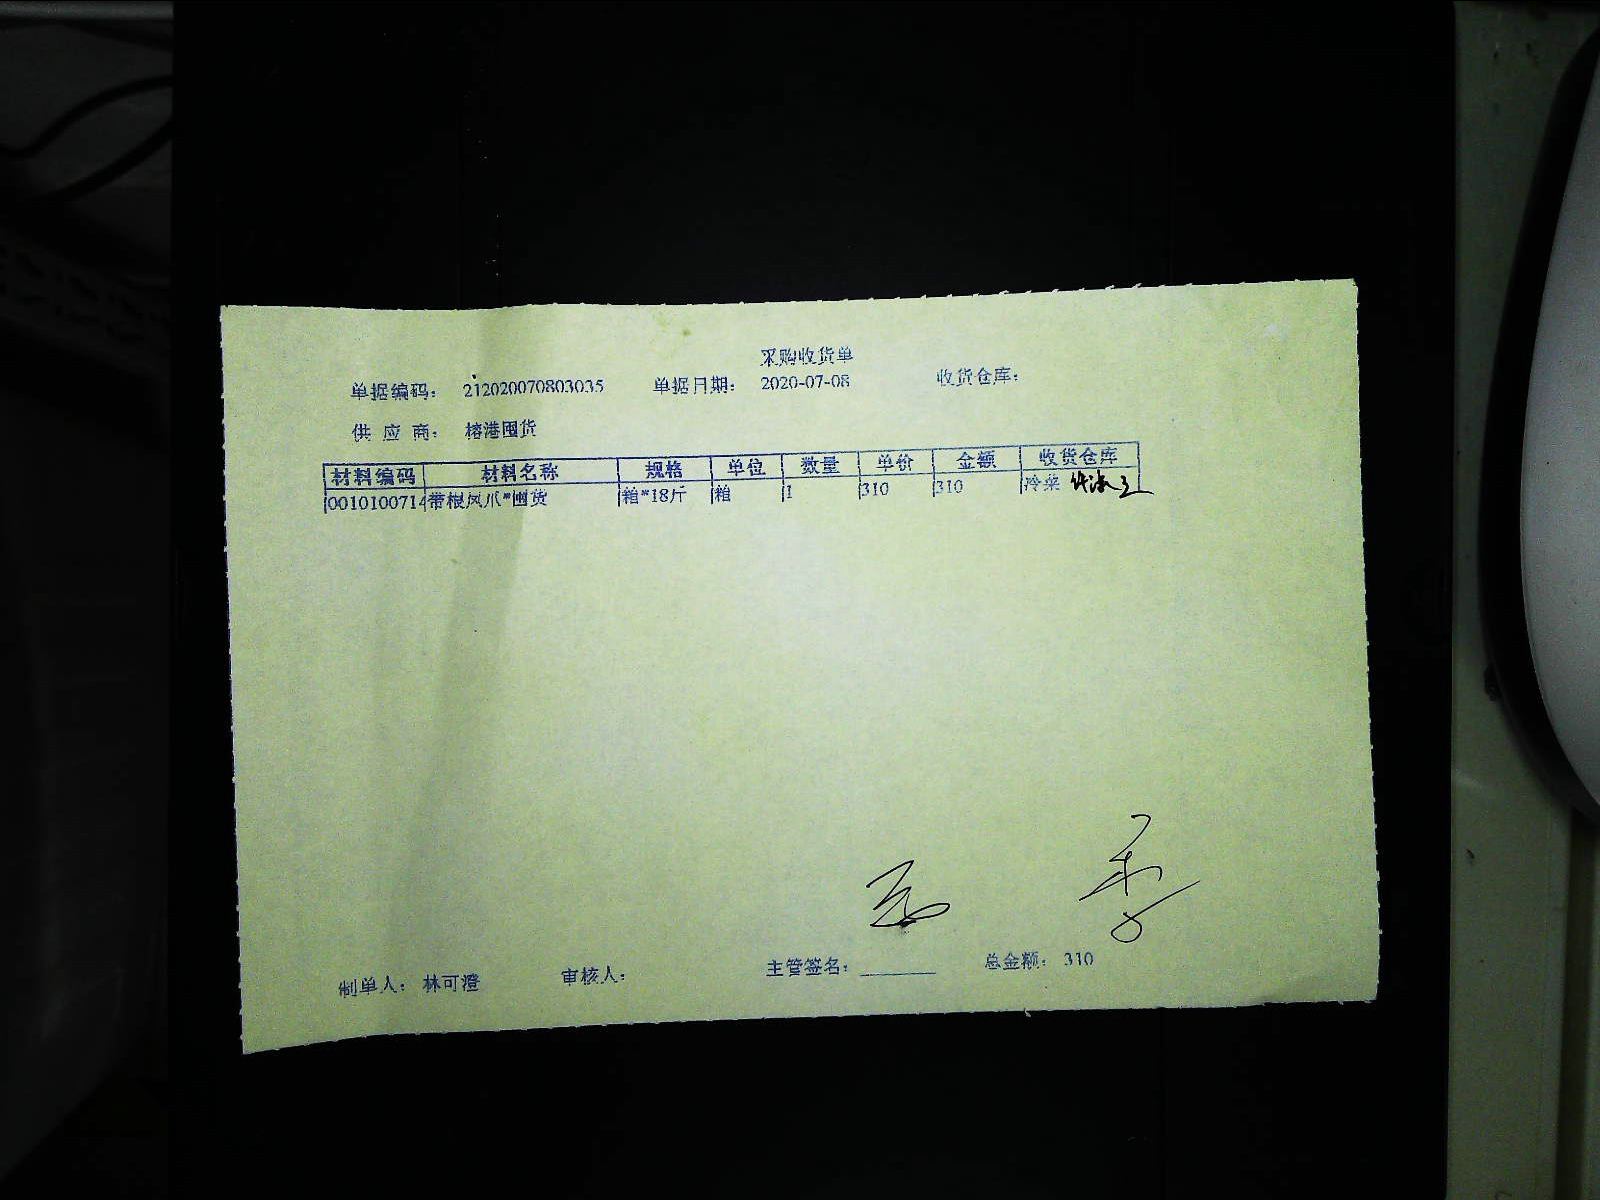 采购收货单
单据编码： 212020070803035 单据日期： 2020-07-08 收货仓库：
供 应 商： 榕港囤货
材料编码 材料名称 规格 单位 数量 单价 金额 收货仓库
0010100714 带根凤爪*囤货 箱*18斤 箱 1 310 310 冷菜
制单人： 林可澄 审核人： 主管签名： 总金额： 310